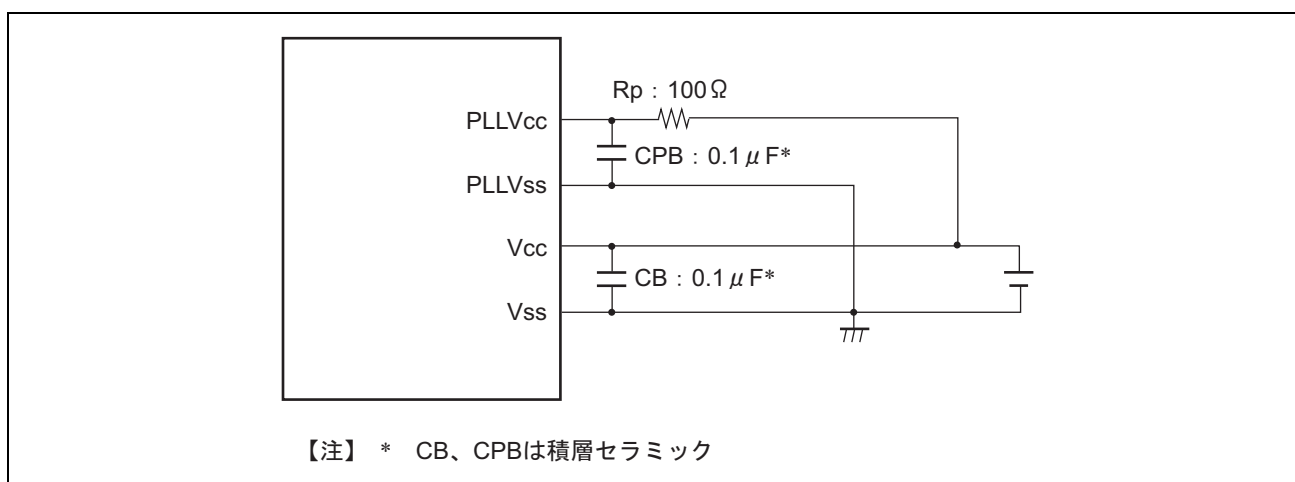 Rp：100Ω
PLLVcc
CPB：0.1μF*
PLLVss
Vcc
CB：0.1μF*
Vss
【注】 * CB、CPBは積層セラミック